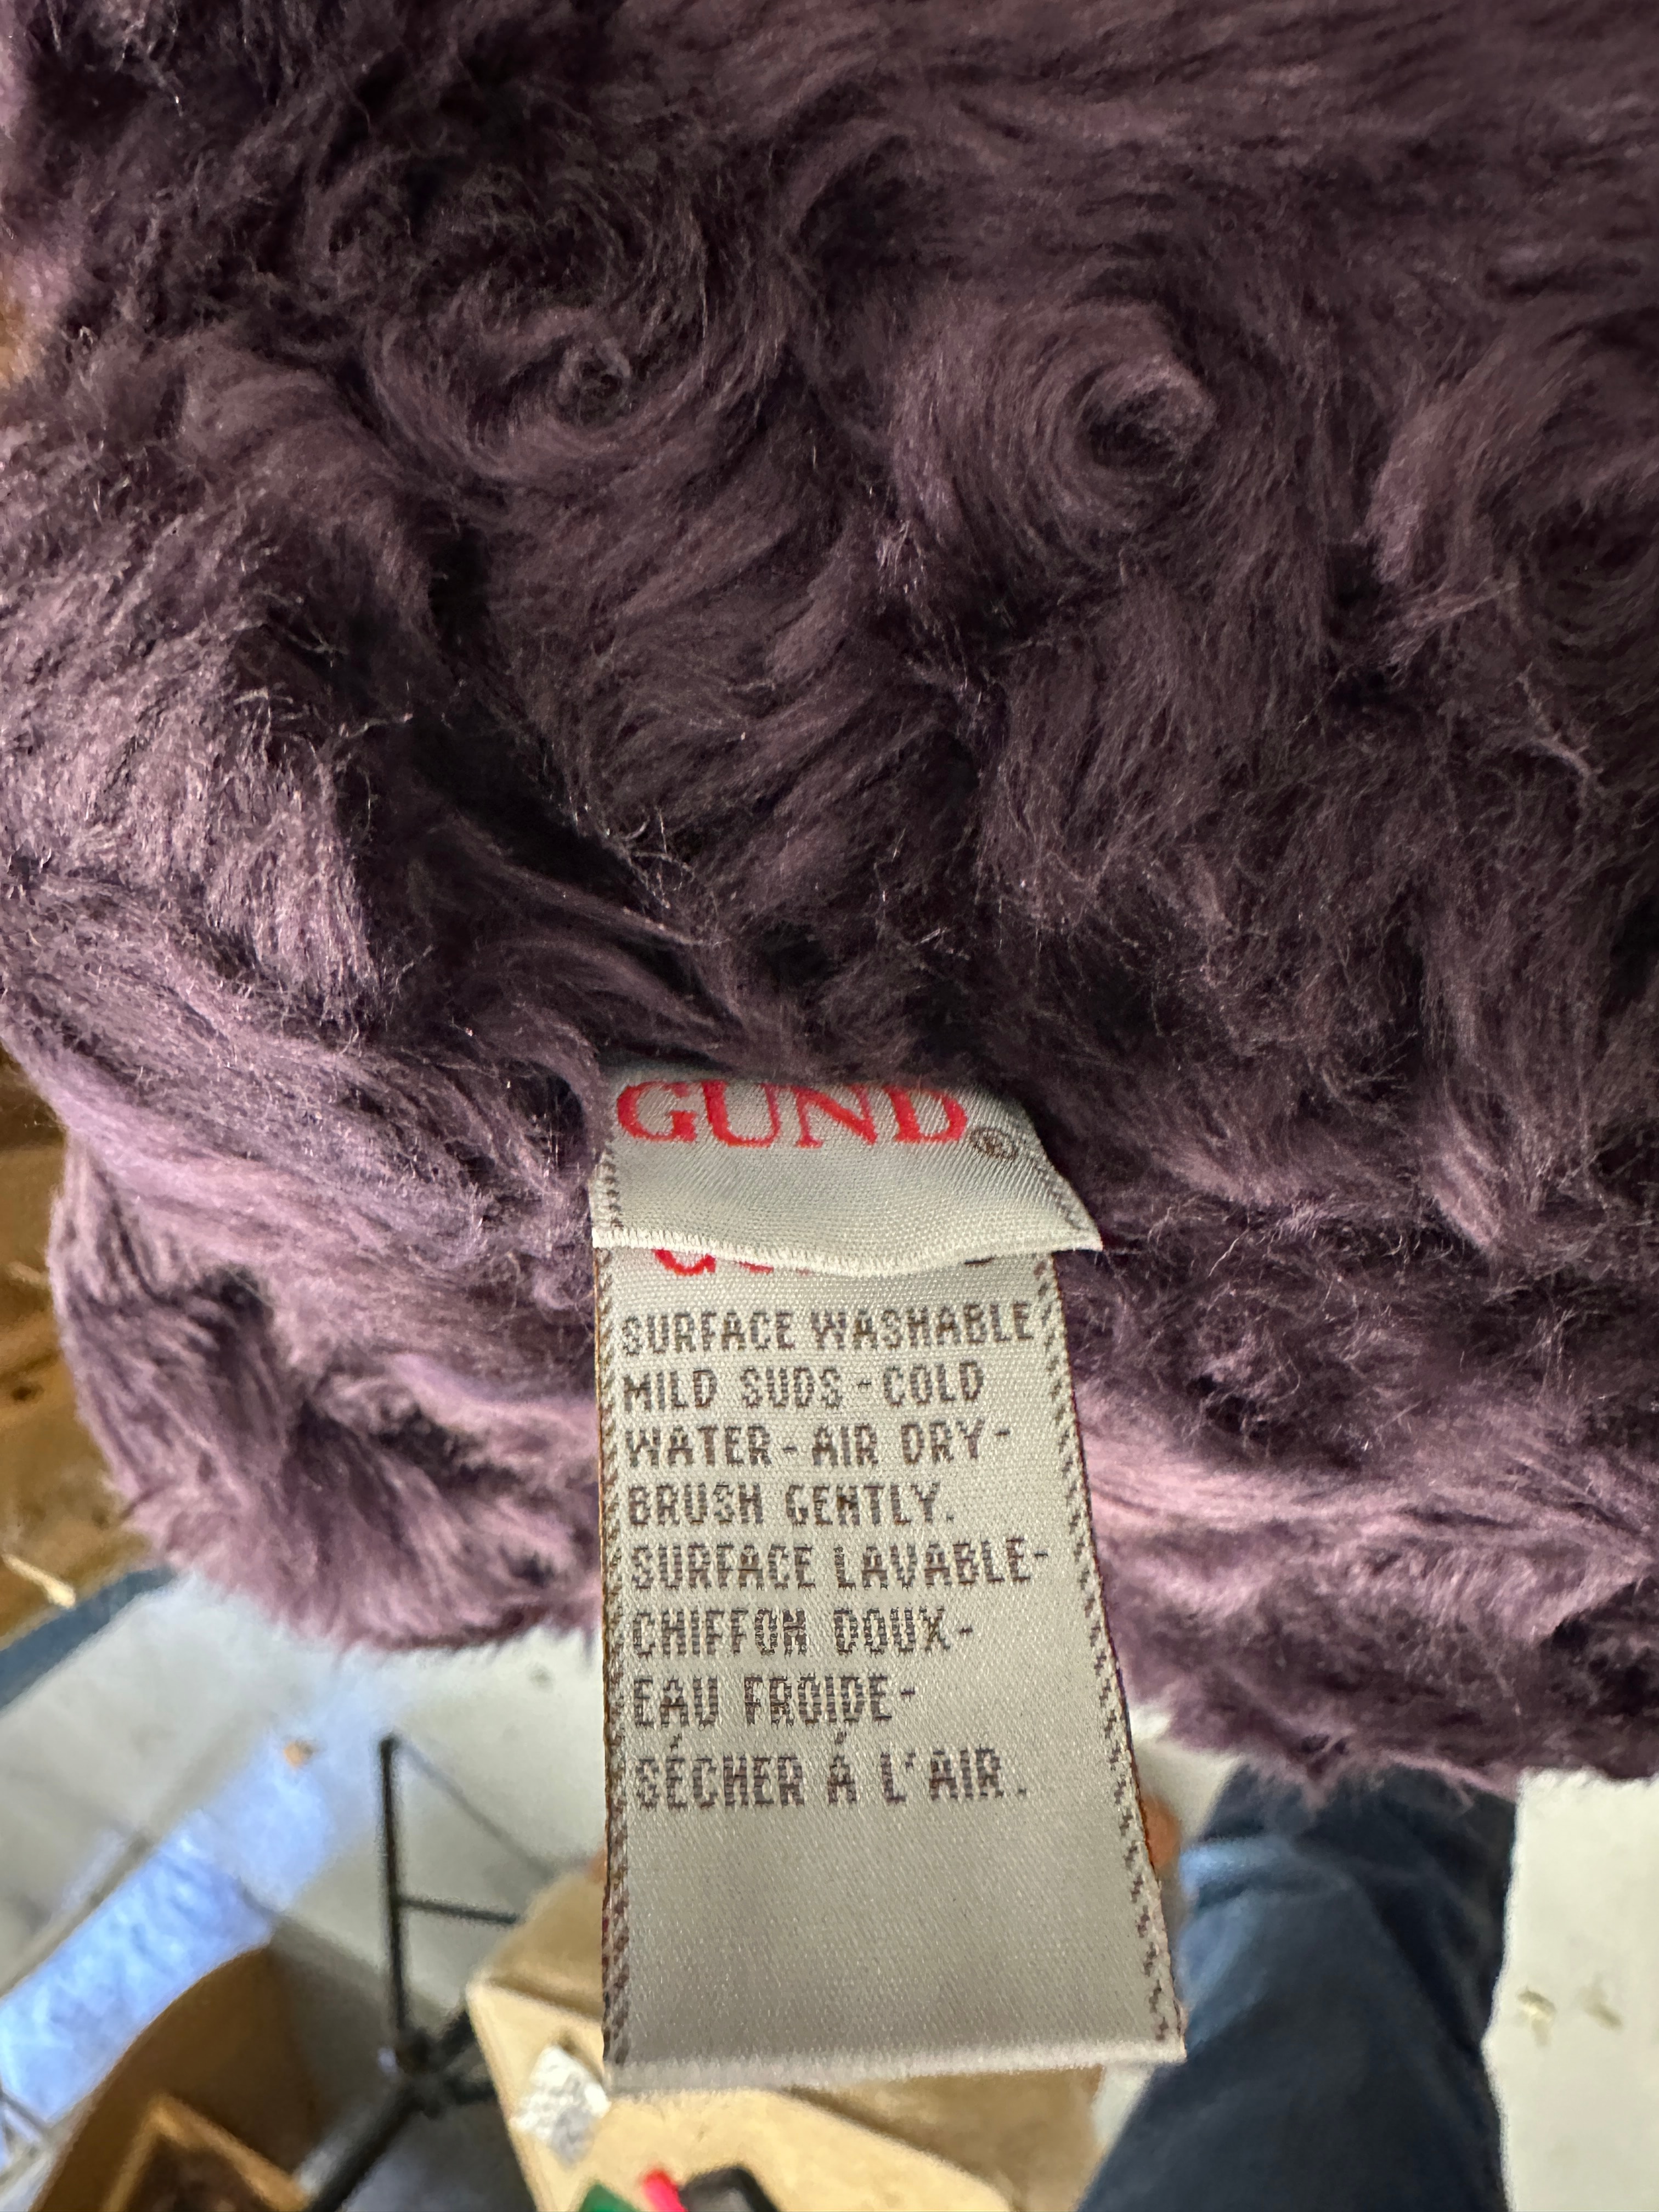 GUND®
SURFACE WASHABLE
MILD SUDS-COLD
WATER-AIR DRY-
BRUSH GENTLY.
SURFACE LAVABLE-
CHIFFON DOUX-
EAU FROIDE-
SÉCHER À L'AIR.